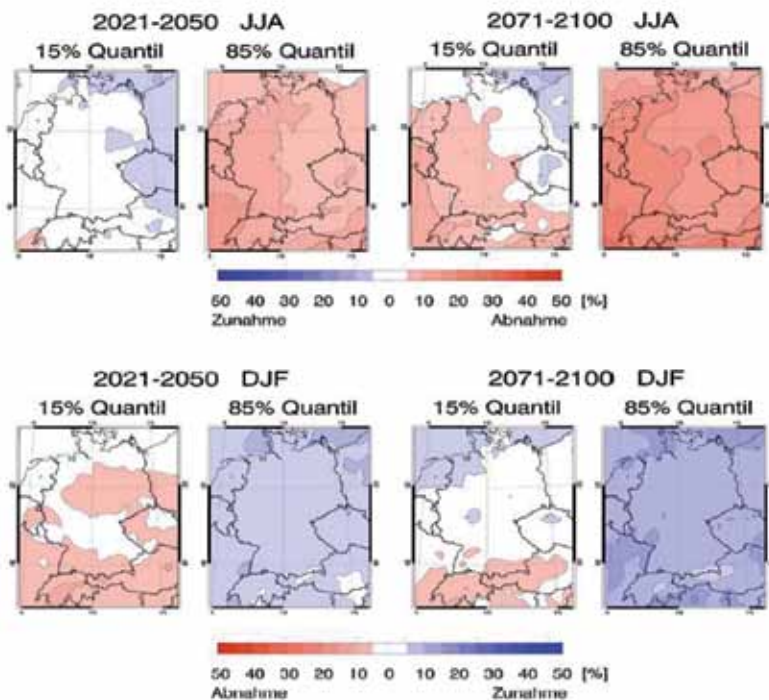 2021-2050 JJA
2071-2100 JJA
15% Quantil
85% Quantil
15% Quantil
85% Quantil
50 40 30 20 10 0 10 20 30 40 50 [%]
Zunahme
Abnahme
2021-2050 DJF
2071-2100 DJF
15% Quantil
85% Quantil
15% Quantil
85% Quantil
50 40 30 20 10 0 10 20 30 40 50 [%]
Abnahme
Zunahme